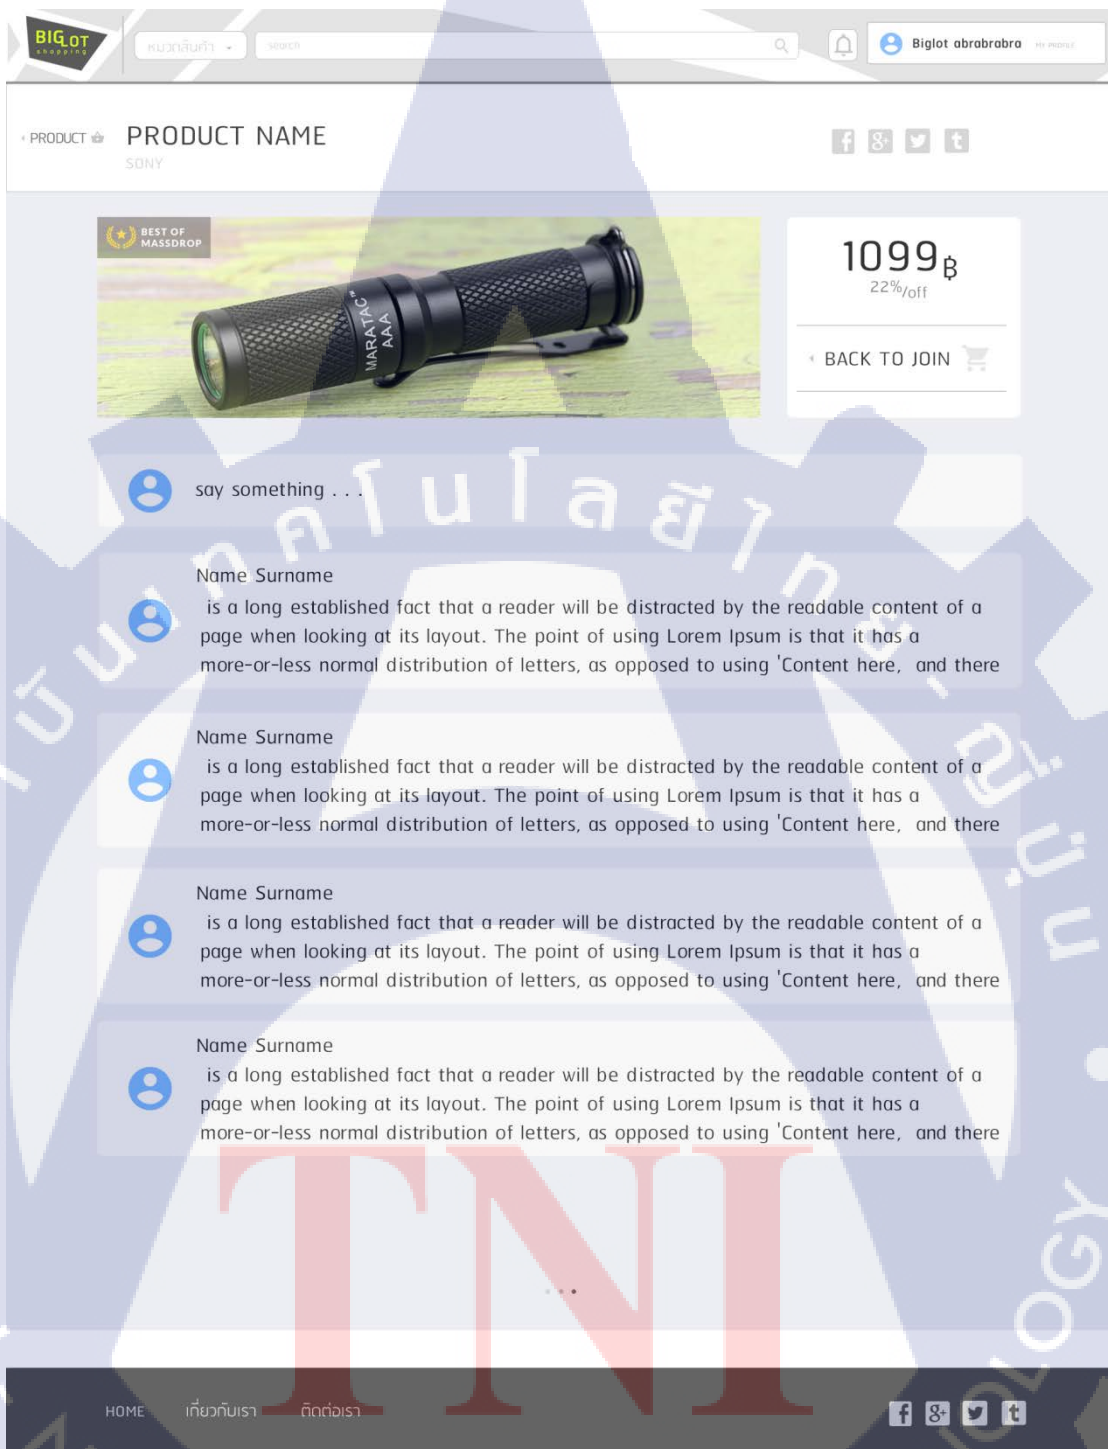 BIGLOT
shopping
หมวดสินค้า
search
Biglot abrabrabra
MY PROFILE
PRODUCT
PRODUCT NAME
SONY
BEST OF
MASSDROP
MARATAC™
AAA
1099฿
22%/off
BACK TO JOIN
say something . . .
Name Surname
is a long established fact that a reader will be distracted by the readable content of a
page when looking at its layout. The point of using Lorem Ipsum is that it has a
more-or-less normal distribution of letters, as opposed to using 'Content here, and there
Name Surname
is a long established fact that a reader will be distracted by the readable content of a
page when looking at its layout. The point of using Lorem Ipsum is that it has a
more-or-less normal distribution of letters, as opposed to using 'Content here, and there
Name Surname
is a long established fact that a reader will be distracted by the readable content of a
page when looking at its layout. The point of using Lorem Ipsum is that it has a
more-or-less normal distribution of letters, as opposed to using 'Content here, and there
Name Surname
is a long established fact that a reader will be distracted by the readable content of a
page when looking at its layout. The point of using Lorem Ipsum is that it has a
more-or-less normal distribution of letters, as opposed to using 'Content here, and there
TNI
HOME เกี่ยวกับเรา ติดต่อเรา